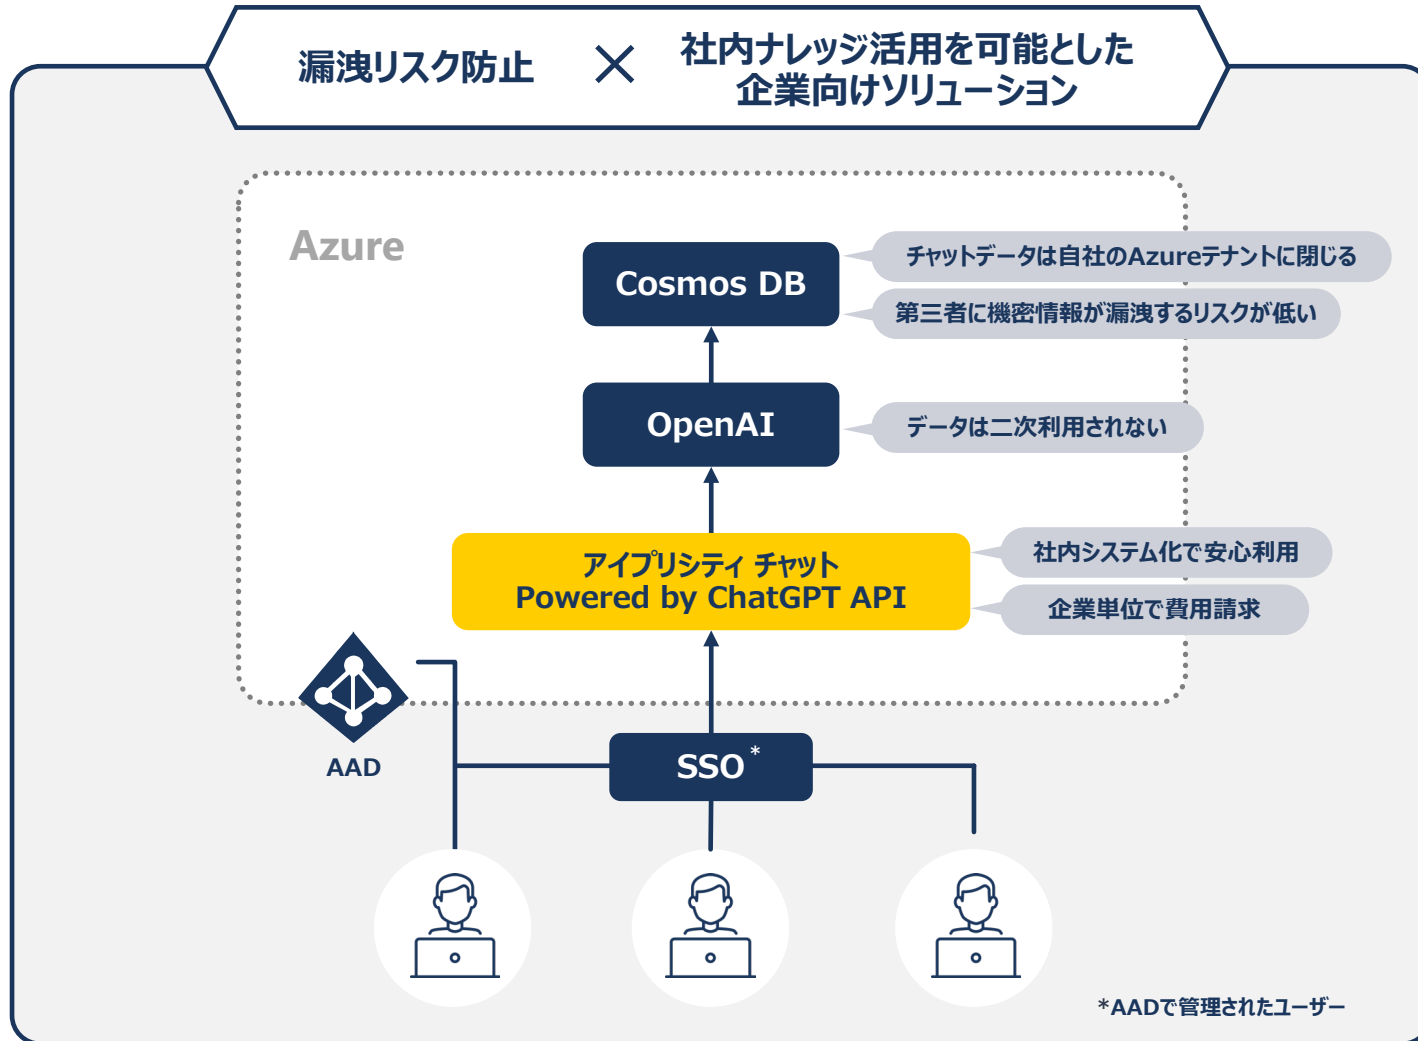 漏洩リスク防止
×
社内ナレッジ活用を可能とした
企業向けソリューション
Azure
Cosmos DB
チャットデータは自社のAzureテナントに閉じる
第三者に機密情報が漏洩するリスクが低い
OpenAI
データは二次利用されない
アイプリシティ チャット
Powered by ChatGPT API
社内システム化で安心利用
企業単位で費用請求
AAD
SSO*
*AADで管理されたユーザー